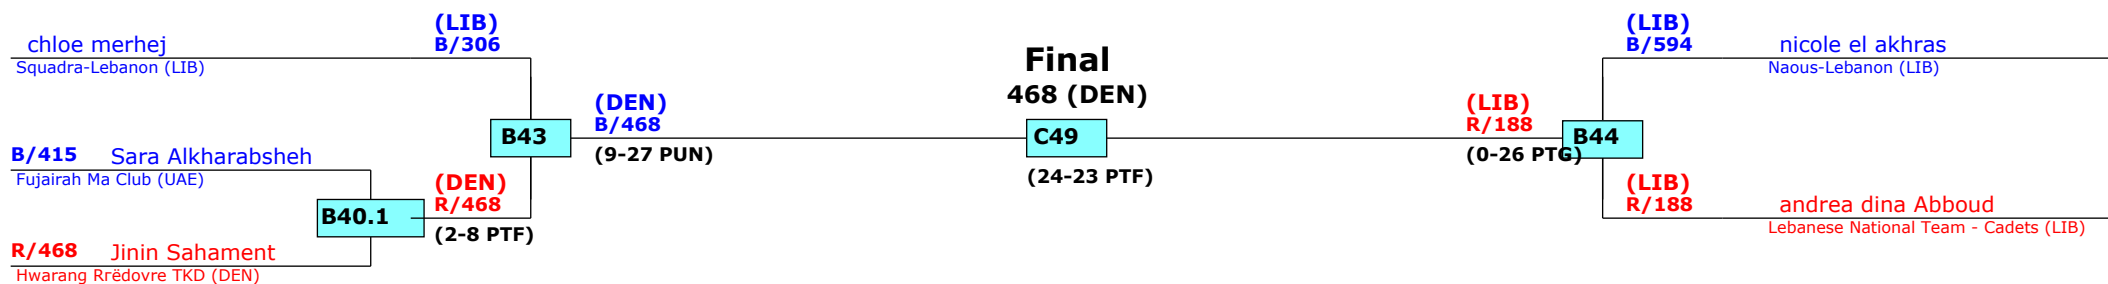 (LIB)
B/306
chloe merhej
Squadra-Lebanon (LIB)
B43
(DEN)
B/468
(9-27 PUN)
B/415 Sara Alkharabsheh
Fujairah Ma Club (UAE)
B40.1
(DEN)
R/468
(2-8 PTF)
R/468 Jinin Sahament
Hwarang Rrëdovre TKD (DEN)
Final
468 (DEN)
C49
(24-23 PTF)
(LIB)
B/594
nicole el akhras
Naous-Lebanon (LIB)
(LIB)
R/188
B44
(0-26 PTG)
(LIB)
R/188
andrea dina Abboud
Lebanese National Team - Cadets (LIB)